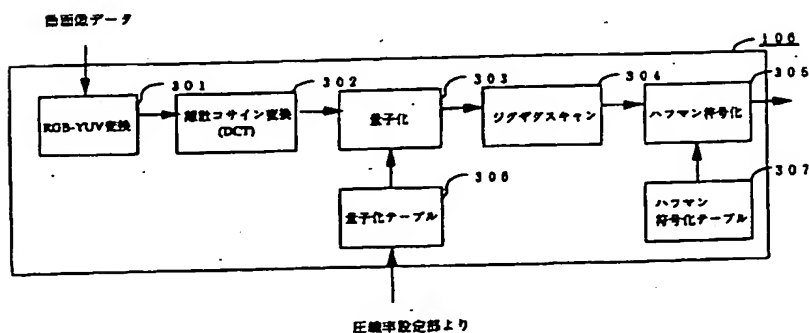 動画像データ
106
301
302
303
304
305
RGB-YUV変換
離散コサイン変換
(DCT)
量子化
ジグザグスキャン
ハフマン符号化
306
307
量子化テーブル
ハフマン
符号化テーブル
圧縮率設定部より